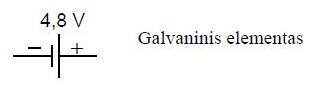 4,8 V
− +
Galvaninis elementas